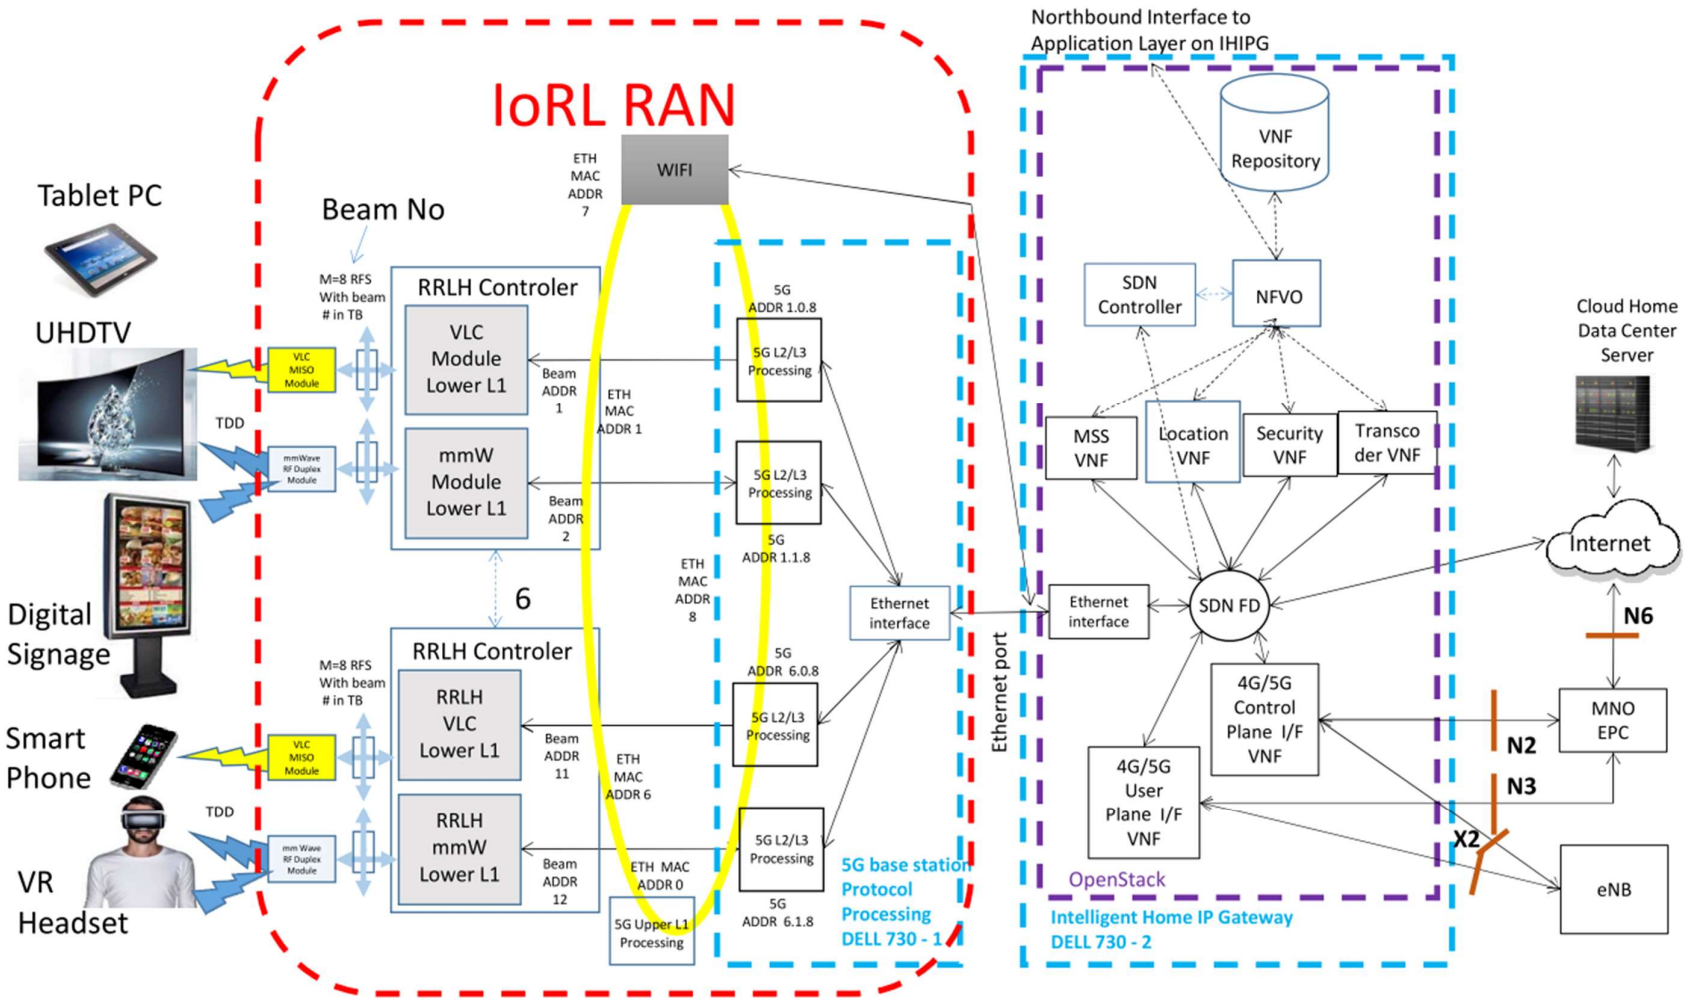 Northbound Interface to
Application Layer on IHIPG
IoRL RAN
WIFI
ETH
MAC
ADDR
7
VNF
Repository
Tablet PC
Beam No
M=8 RFS
With beam
# in TB
RRLH Controler
VLC
Module
Lower L1
mmW
Module
Lower L1
Beam
ADDR
1
Beam
ADDR
2
ETH
MAC
ADDR 1
5G
ADDR 1.0.8
5G L2/L3
Processing
5G L2/L3
Processing
5G
ADDR 1.1.8
SDN
Controller
NFVO
Cloud Home
Data Center
Server
UHDTV
VLC
MISO
Module
TDD
mmWave
RF Duplex
Module
MSS
VNF
Location
VNF
Security
VNF
Transco
der VNF
Internet
Digital
Signage
6
ETH
MAC
ADDR
8
Ethernet
interface
Ethernet port
Ethernet
interface
SDN FD
N6
RRLH Controler
M=8 RFS
With beam
# in TB
RRLH
VLC
Lower L1
RRLH
mmW
Lower L1
Beam
ADDR
11
Beam
ADDR
12
ETH
MAC
ADDR 6
5G
ADDR  6.0.8
5G L2/L3
Processing
5G L2/L3
Processing
5G
ADDR  6.1.8
4G/5G
Control
Plane  I/F
VNF
4G/5G
User
Plane  I/F
VNF
MNO
EPC
N2
N3
X2
eNB
Smart
Phone
VLC
MISO
Module
TDD
mm Wave
RF Duplex
Module
VR
Headset
ETH  MAC
ADDR 0
5G Upper L1
Processing
5G base station
Protocol
Processing
DELL 730 - 1
OpenStack
Intelligent Home IP Gateway
DELL 730 - 2